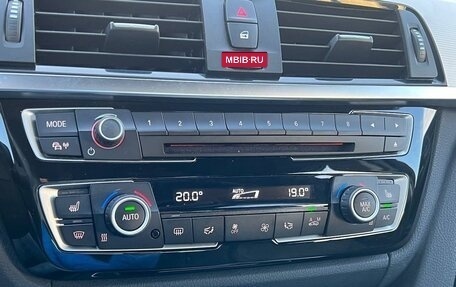 MBIB.RU
MODE
1 2 3 4 5 6 7 8
20.0° AUTO 19.0°
AUTO
MAX A/C
A/C